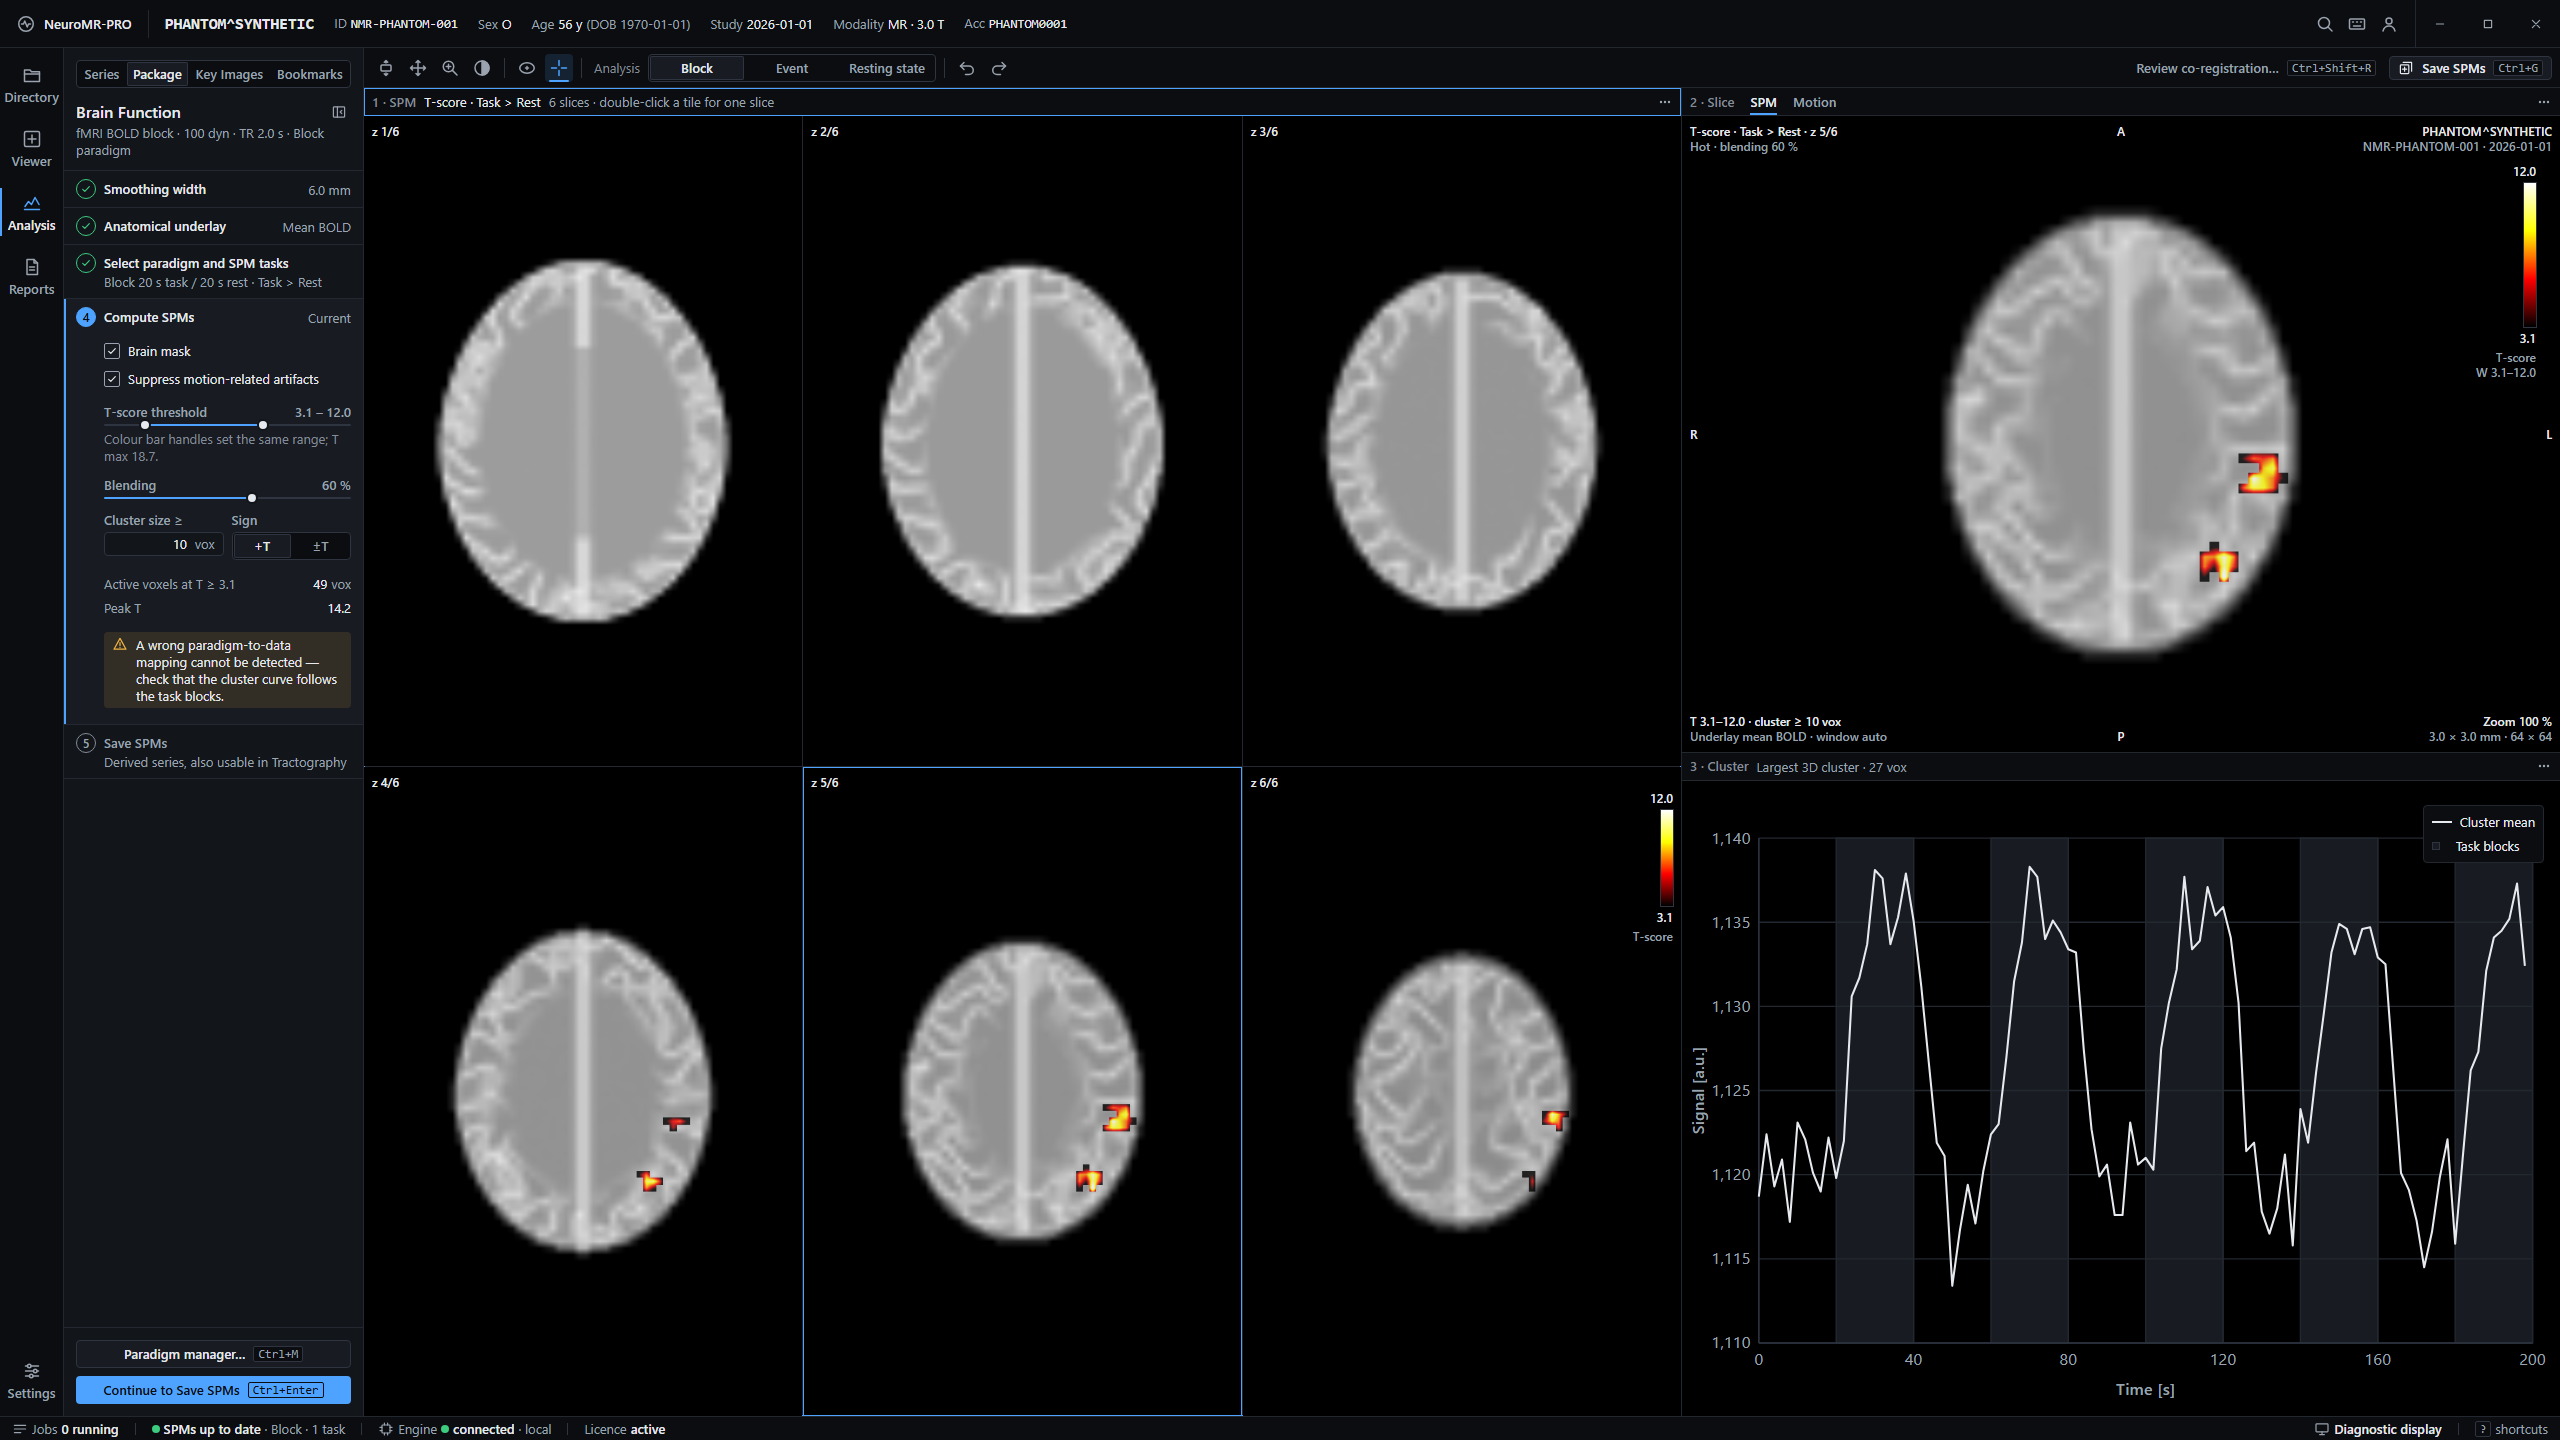 NeuroMR-PRO
PHANTOM^SYNTHETIC ID NMR-PHANTOM-001 Sex O Age 56 y (DOB 1970-01-01) Study 2026-01-01 Modality MR · 3.0 T Acc PHANTOM0001
Directory
Viewer
Analysis
Reports
Settings
Series Package Key Images Bookmarks
Brain Function
fMRI BOLD block · 100 dyn · TR 2.0 s · Block
paradigm
Smoothing width 6.0 mm
Anatomical underlay Mean BOLD
Select paradigm and SPM tasks
Block 20 s task / 20 s rest · Task > Rest
4 Compute SPMs Current
Brain mask
Suppress motion-related artifacts
T-score threshold 3.1 – 12.0
Colour bar handles set the same range; T
max 18.7.
Blending 60 %
Cluster size ≥ Sign
10 vox +T ±T
Active voxels at T ≥ 3.1 49 vox
Peak T 14.2
A wrong paradigm-to-data
mapping cannot be detected —
check that the cluster curve follows
the task blocks.
5 Save SPMs
Derived series, also usable in Tractography
Paradigm manager... Ctrl+M
Continue to Save SPMs Ctrl+Enter
Analysis Block Event Resting state
Review co-registration... Ctrl+Shift+R Save SPMs Ctrl+G
1 · SPM T-score · Task > Rest 6 slices · double-click a tile for one slice
z 1/6
z 2/6
z 3/6
z 4/6
z 5/6
z 6/6
12.0
3.1
T-score
2 · Slice SPM Motion
T-score · Task > Rest · z 5/6
Hot · blending 60 %
A
PHANTOM^SYNTHETIC
NMR-PHANTOM-001 · 2026-01-01
12.0
3.1
T-score
W 3.1–12.0
R
L
T 3.1–12.0 · cluster ≥ 10 vox
Underlay mean BOLD · window auto
P
Zoom 100 %
3.0 × 3.0 mm · 64 × 64
3 · Cluster Largest 3D cluster · 27 vox
Cluster mean
Task blocks
1,140
1,135
1,130
1,125
1,120
1,115
1,110
Signal [a.u.]
0 40 80 120 160 200
Time [s]
Jobs 0 running SPMs up to date · Block · 1 task Engine connected · local Licence active
Diagnostic display ? shortcuts